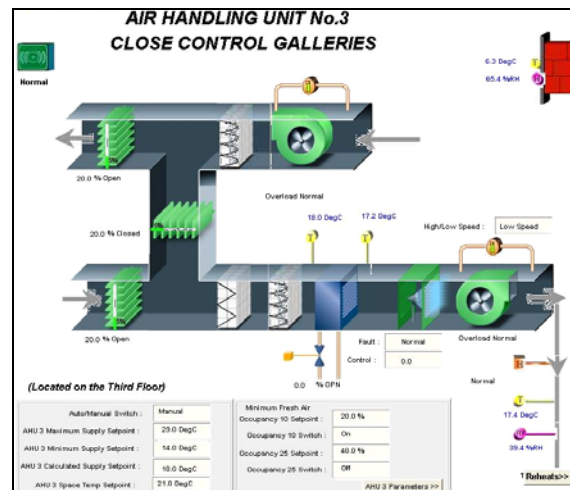 AIR HANDLING UNIT No.3
CLOSE CONTROL GALLERIES
Normal
6.3 DegC
T
65.4 %RH
20.0 % Open
Overload Normal
20.0 % Closed
18.0 DegC
17.2 DegC
T
T
High/Low Speed :
Low Speed
20.0 % Open
Fault :
Normal
Overload Normal
Control :
0.0
0.0 % OPN
Normal
(Located on the Third Floor)
T
17.4 DegC
39.4 %RH
Auto/Manual Switch :
Manual
AHU 3 Maximum Supply Setpoint :
23.0 DegC
AHU 3 Minimum Supply Setpoint :
14.0 DegC
AHU 3 Calculated Supply Setpoint :
18.0 DegC
AHU 3 Space Temp Setpoint :
21.0 DegC
Minimum Fresh Air
Occupancy 10 Setpoint :
20.0 %
Occupancy 10 Switch :
On
Occupancy 25 Setpoint :
40.0 %
Occupancy 25 Switch :
Off
AHU 3 Parameters >>
Reheats>>